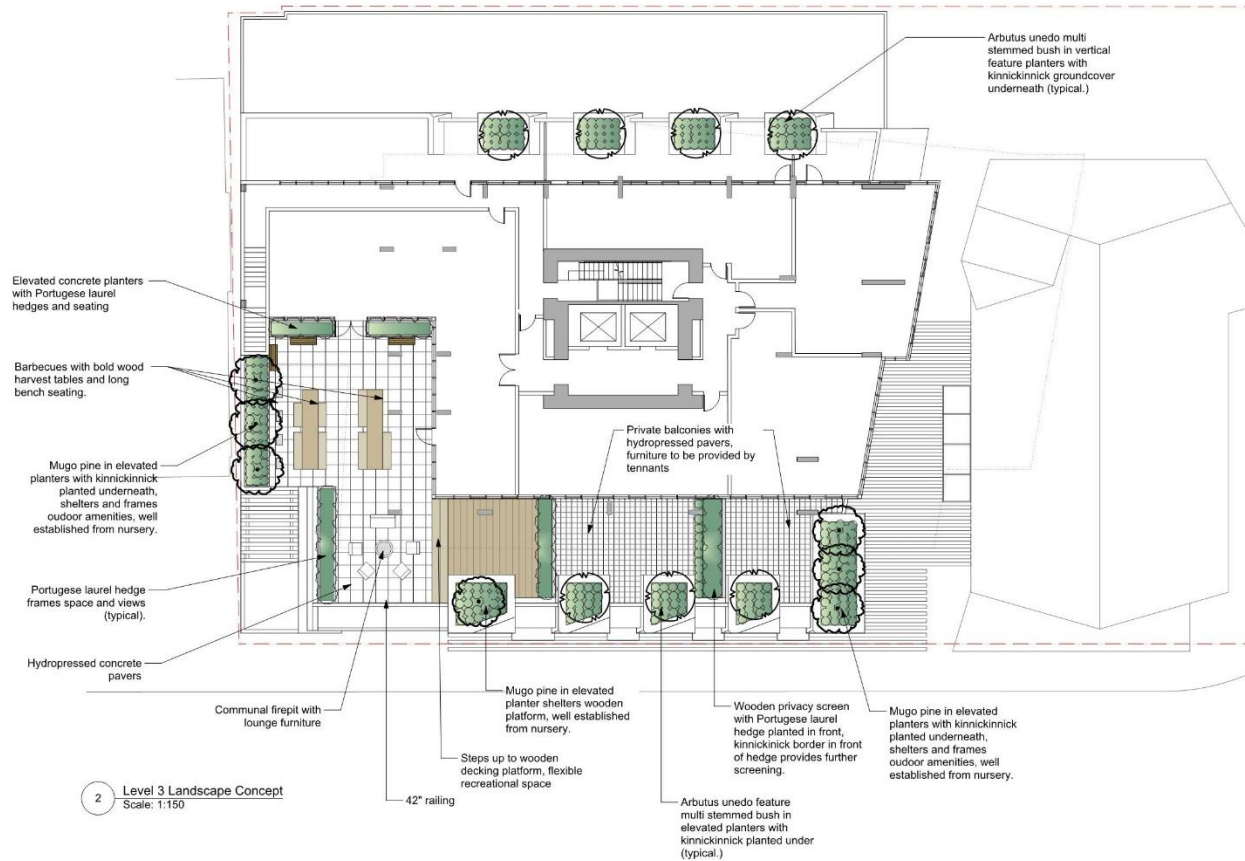 Arbutus unedo multi
stemmed bush in vertical
feature planters with
kinnickinnick groundcover
underneath (typical.)
Elevated concrete planters
with Portugese laurel
hedges and seating
Barbecues with bold wood
harvest tables and long
bench seating.
Mugo pine in elevated
planters with kinnickinnick
planted underneath,
shelters and frames
oudoor amenities, well
established from nursery.
Portugese laurel hedge
frames space and views
(typical).
Hydropressed concrete
pavers
Private balconies with
hydropressed pavers,
furniture to be provided by
tennants
Communal firepit with
lounge furniture
Mugo pine in elevated
planter shelters wooden
platform, well established
from nursery.
Wooden privacy screen
with Portugese laurel
hedge planted in front,
kinnickinick border in front
of hedge provides further
screening.
Mugo pine in elevated
planters with kinnickinnick
planted underneath,
shelters and frames
oudoor amenities, well
established from nursery.
Steps up to wooden
decking platform, flexible
recreational space
42" railing
Arbutus unedo feature
multi stemmed bush in
elevated planters with
kinnickinnick planted under
(typical.)
2
Level 3 Landscape Concept
Scale: 1:150